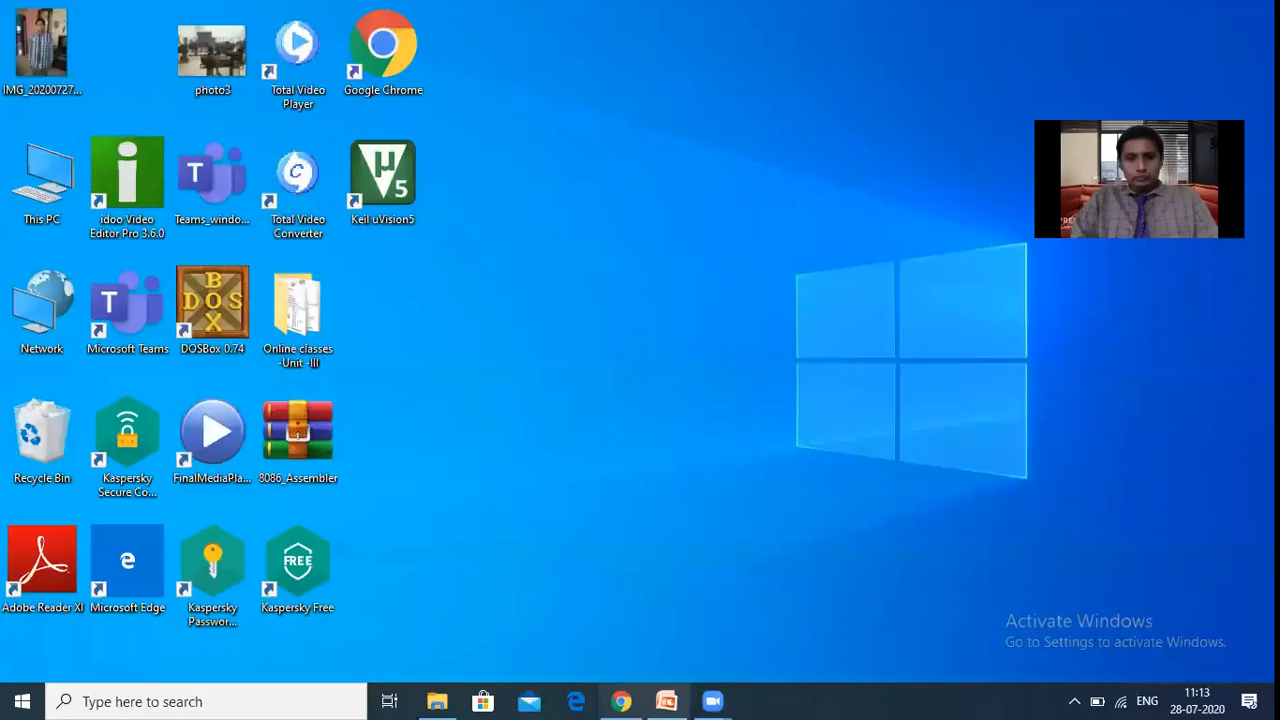 IMG_20200727...
photo3
Total Video
Player
Google Chrome
This PC
idoo Video
Editor Pro 3.6.0
T
Teams_windo...
C
Total Video
Converter
μ
5
Keil uVision5
Network
T
Microsoft Teams
B
DOS
X
DOSBox 0.74
Online classes
-Unit -III
Recycle Bin
Kaspersky
Secure Co...
FinalMediaPla...
8086_Assembler
Adobe Reader XI
Microsoft Edge
Kaspersky
Passwor...
FREE
Kaspersky Free
Activate Windows
Go to Settings to activate Windows.
Type here to search
ENG
11:13
28-07-2020